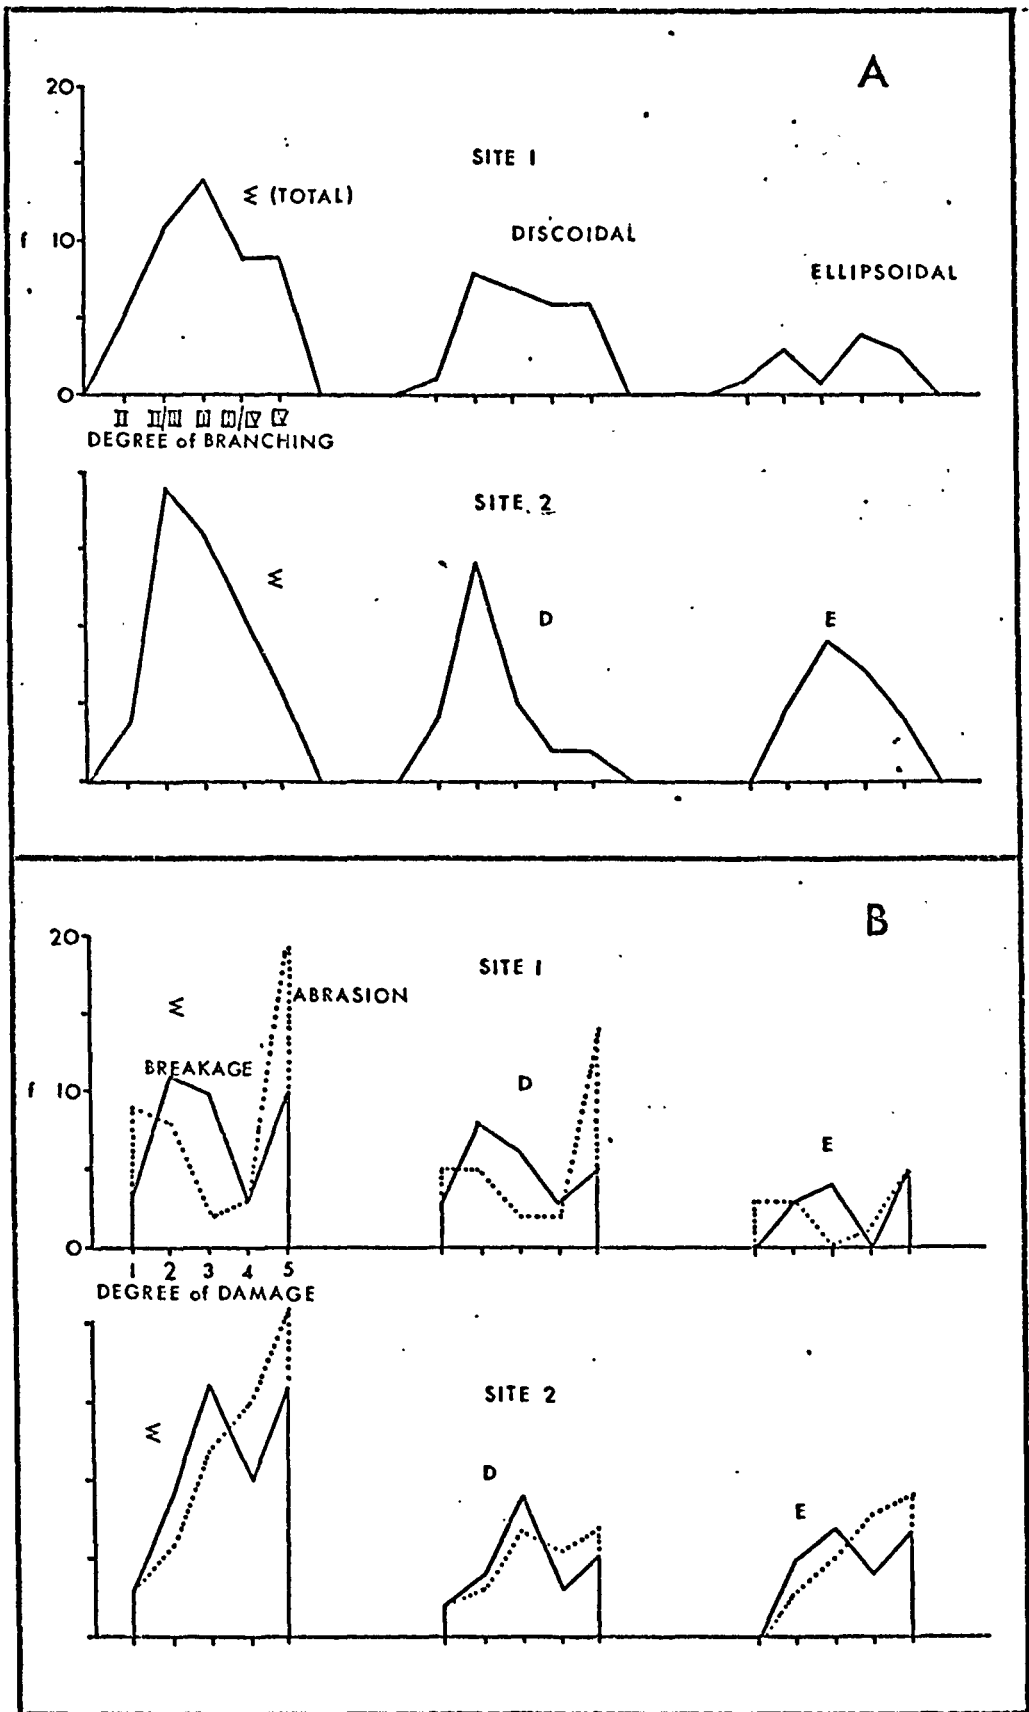 A
20
SITE 1
Σ (TOTAL)
DISCOIDAL
f 10
ELLIPSOIDAL
0
II II/III III III/IV IV
DEGREE of BRANCHING
SITE 2
Σ
D
E
B
20
SITE 1
Σ
ABRASION
BREAKAGE
D
f 10
E
0
1 2 3 4 5
DEGREE of DAMAGE
SITE 2
Σ
D
E